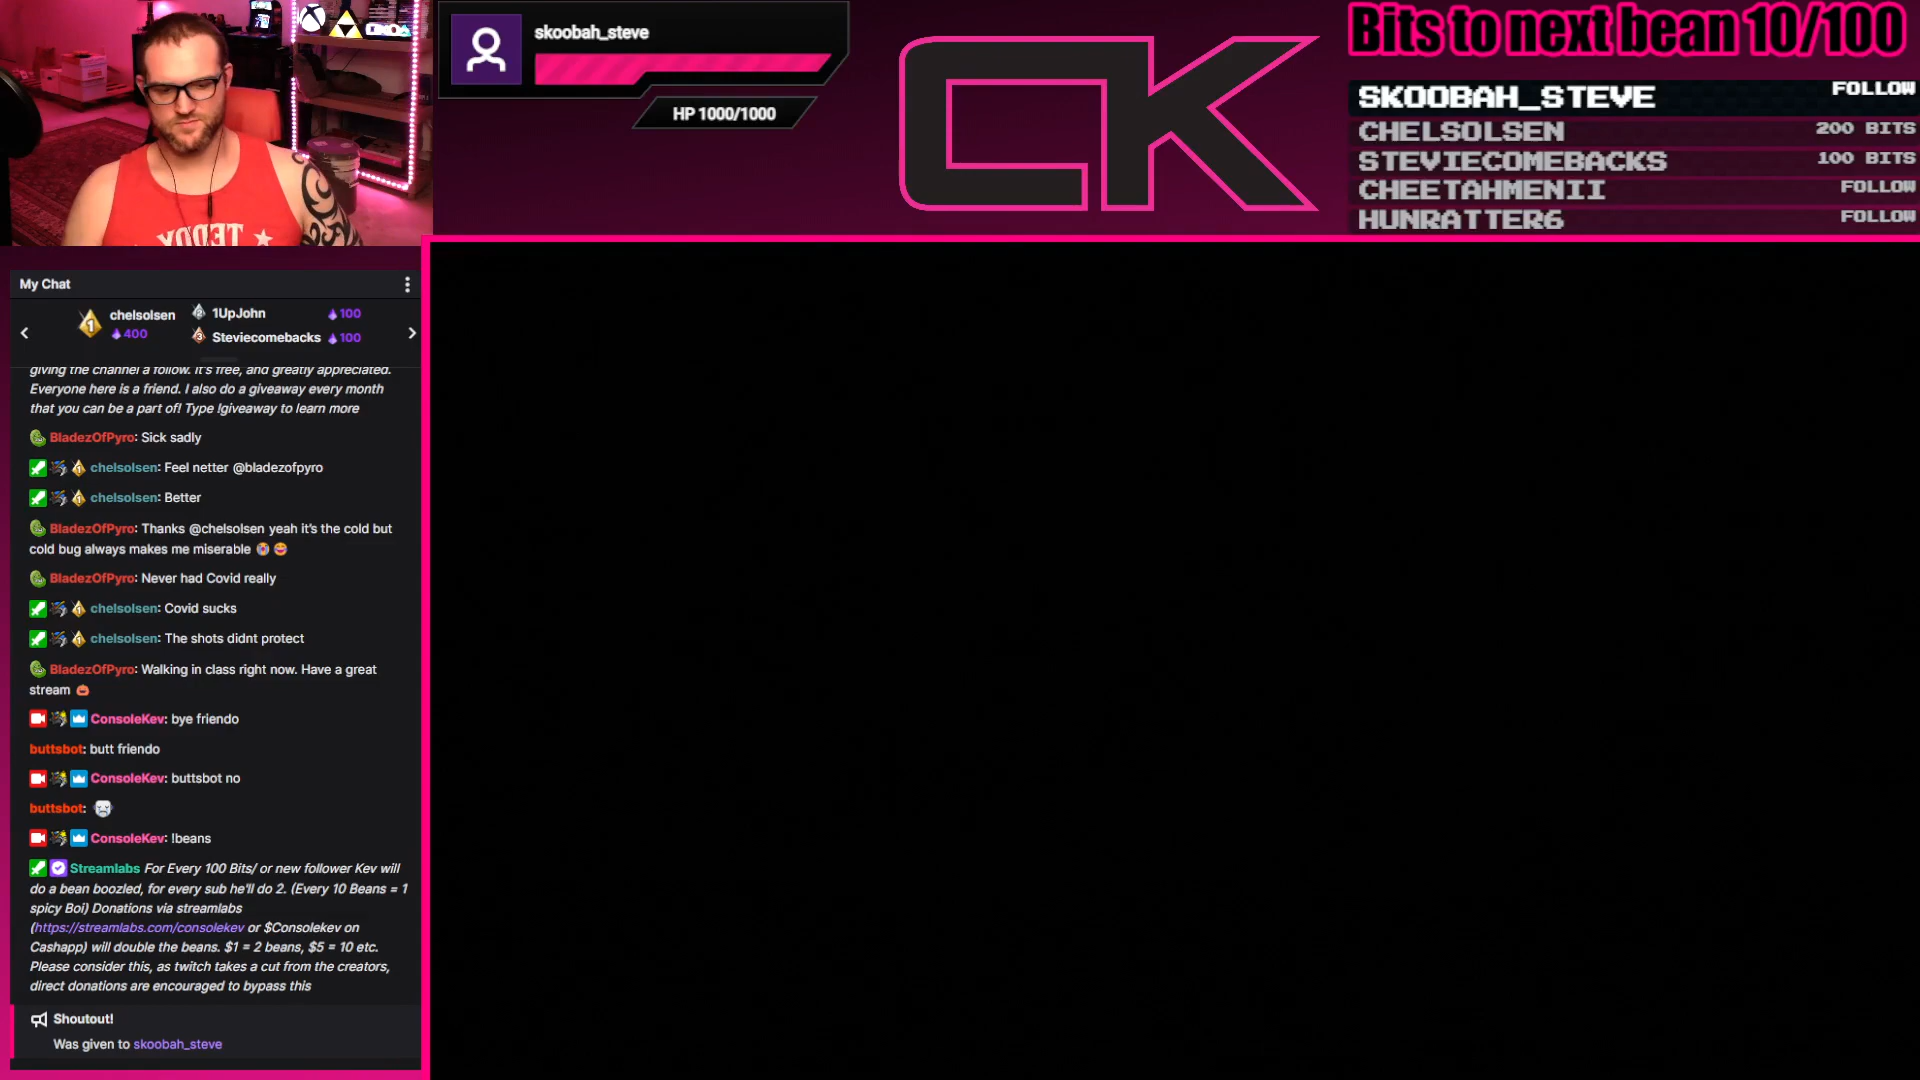 skoobah_steve
HP 1000/1000
CK
Bits to next bean 10/100
SKOOBAH_STEVE FOLLOW
CHELSOLSEN 200 BITS
STEVIECOMEBACKS 100 BITS
CHEETAHMENII FOLLOW
HUNRATTER6 FOLLOW
My Chat
1 chelsolsen 400
2 1UpJohn 100
3 Steviecomebacks 100
giving the channel a follow. It's free, and greatly appreciated.
Everyone here is a friend. I also do a giveaway every month
that you can be a part of! Type !giveaway to learn more
BladezOfPyro: Sick sadly
chelsolsen: Feel netter @bladezofpyro
chelsolsen: Better
BladezOfPyro: Thanks @chelsolsen yeah it's the cold but
cold bug always makes me miserable
BladezOfPyro: Never had Covid really
chelsolsen: Covid sucks
chelsolsen: The shots didnt protect
BladezOfPyro: Walking in class right now. Have a great
stream
ConsoleKev: bye friendo
buttsbot: butt friendo
ConsoleKev: buttsbot no
buttsbot:
ConsoleKev: !beans
Streamlabs For Every 100 Bits/ or new follower Kev will
do a bean boozled, for every sub he'll do 2. (Every 10 Beans = 1
spicy Boi) Donations via streamlabs
(https://streamlabs.com/consolekev or $Consolekev on
Cashapp) will double the beans. $1 = 2 beans, $5 = 10 etc.
Please consider this, as twitch takes a cut from the creators,
direct donations are encouraged to bypass this
Shoutout!
Was given to skoobah_steve